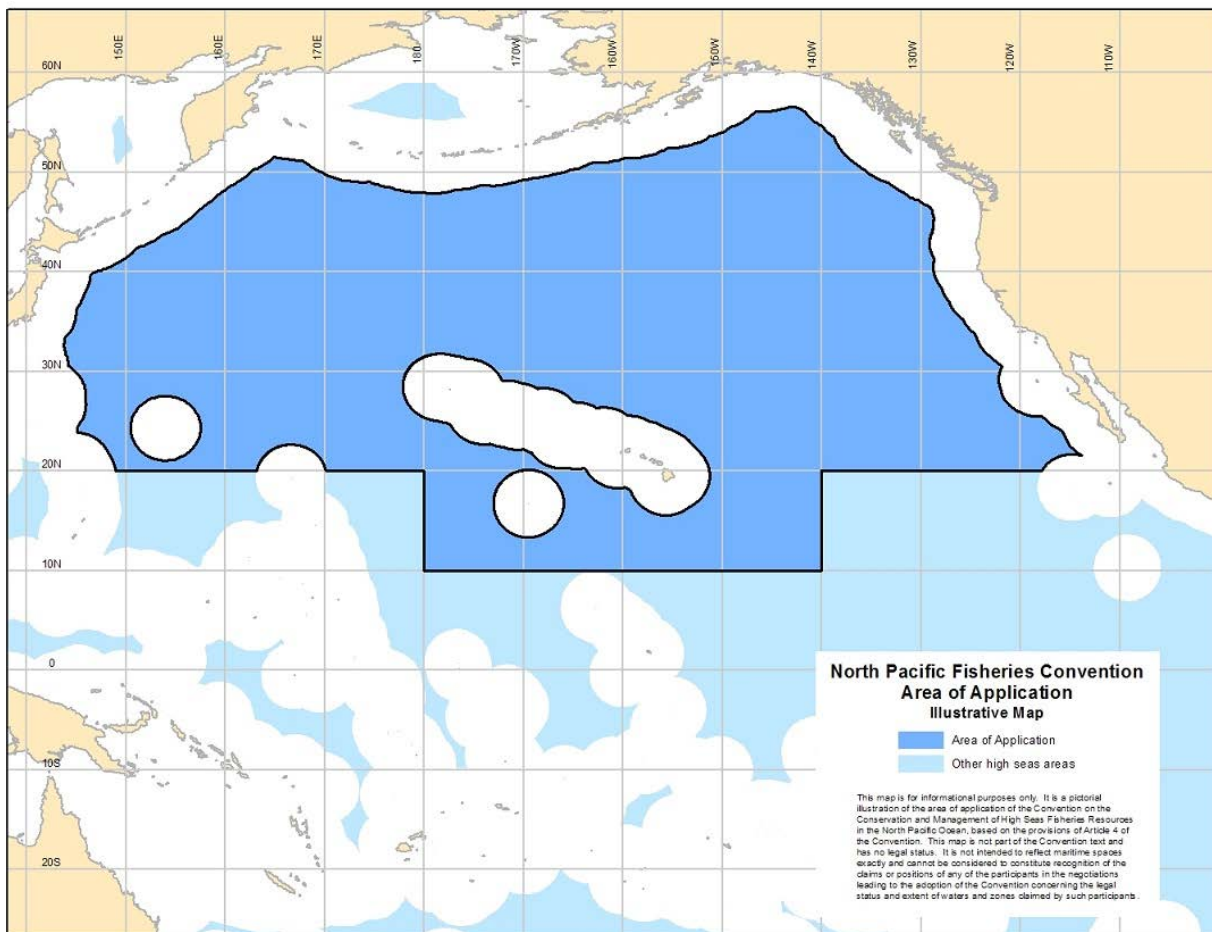 150E
160E
170E
180
170W
160W
150W
140W
130W
120W
110W
60N
50N
40N
30N
20N
10N
0
10S
20S
North Pacific Fisheries Convention
Area of Application
Illustrative Map
Area of Application
Other high seas areas
This map is for informational purposes only. It is a pictorial
illustration of the area of application of the Convention on the
Conservation and Management of High Seas Fisheries Resources
in the North Pacific Ocean, based on the provisions of Article 4 of
the Convention. This map is not part of the Convention text and
has no legal status. It is not intended to reflect maritime spaces
exactly and cannot be considered to constitute recognition of the
claims or positions of any of the participants in the negotiations
leading to the adoption of the Convention concerning the legal
status and extent of waters and zones claimed by such participants.